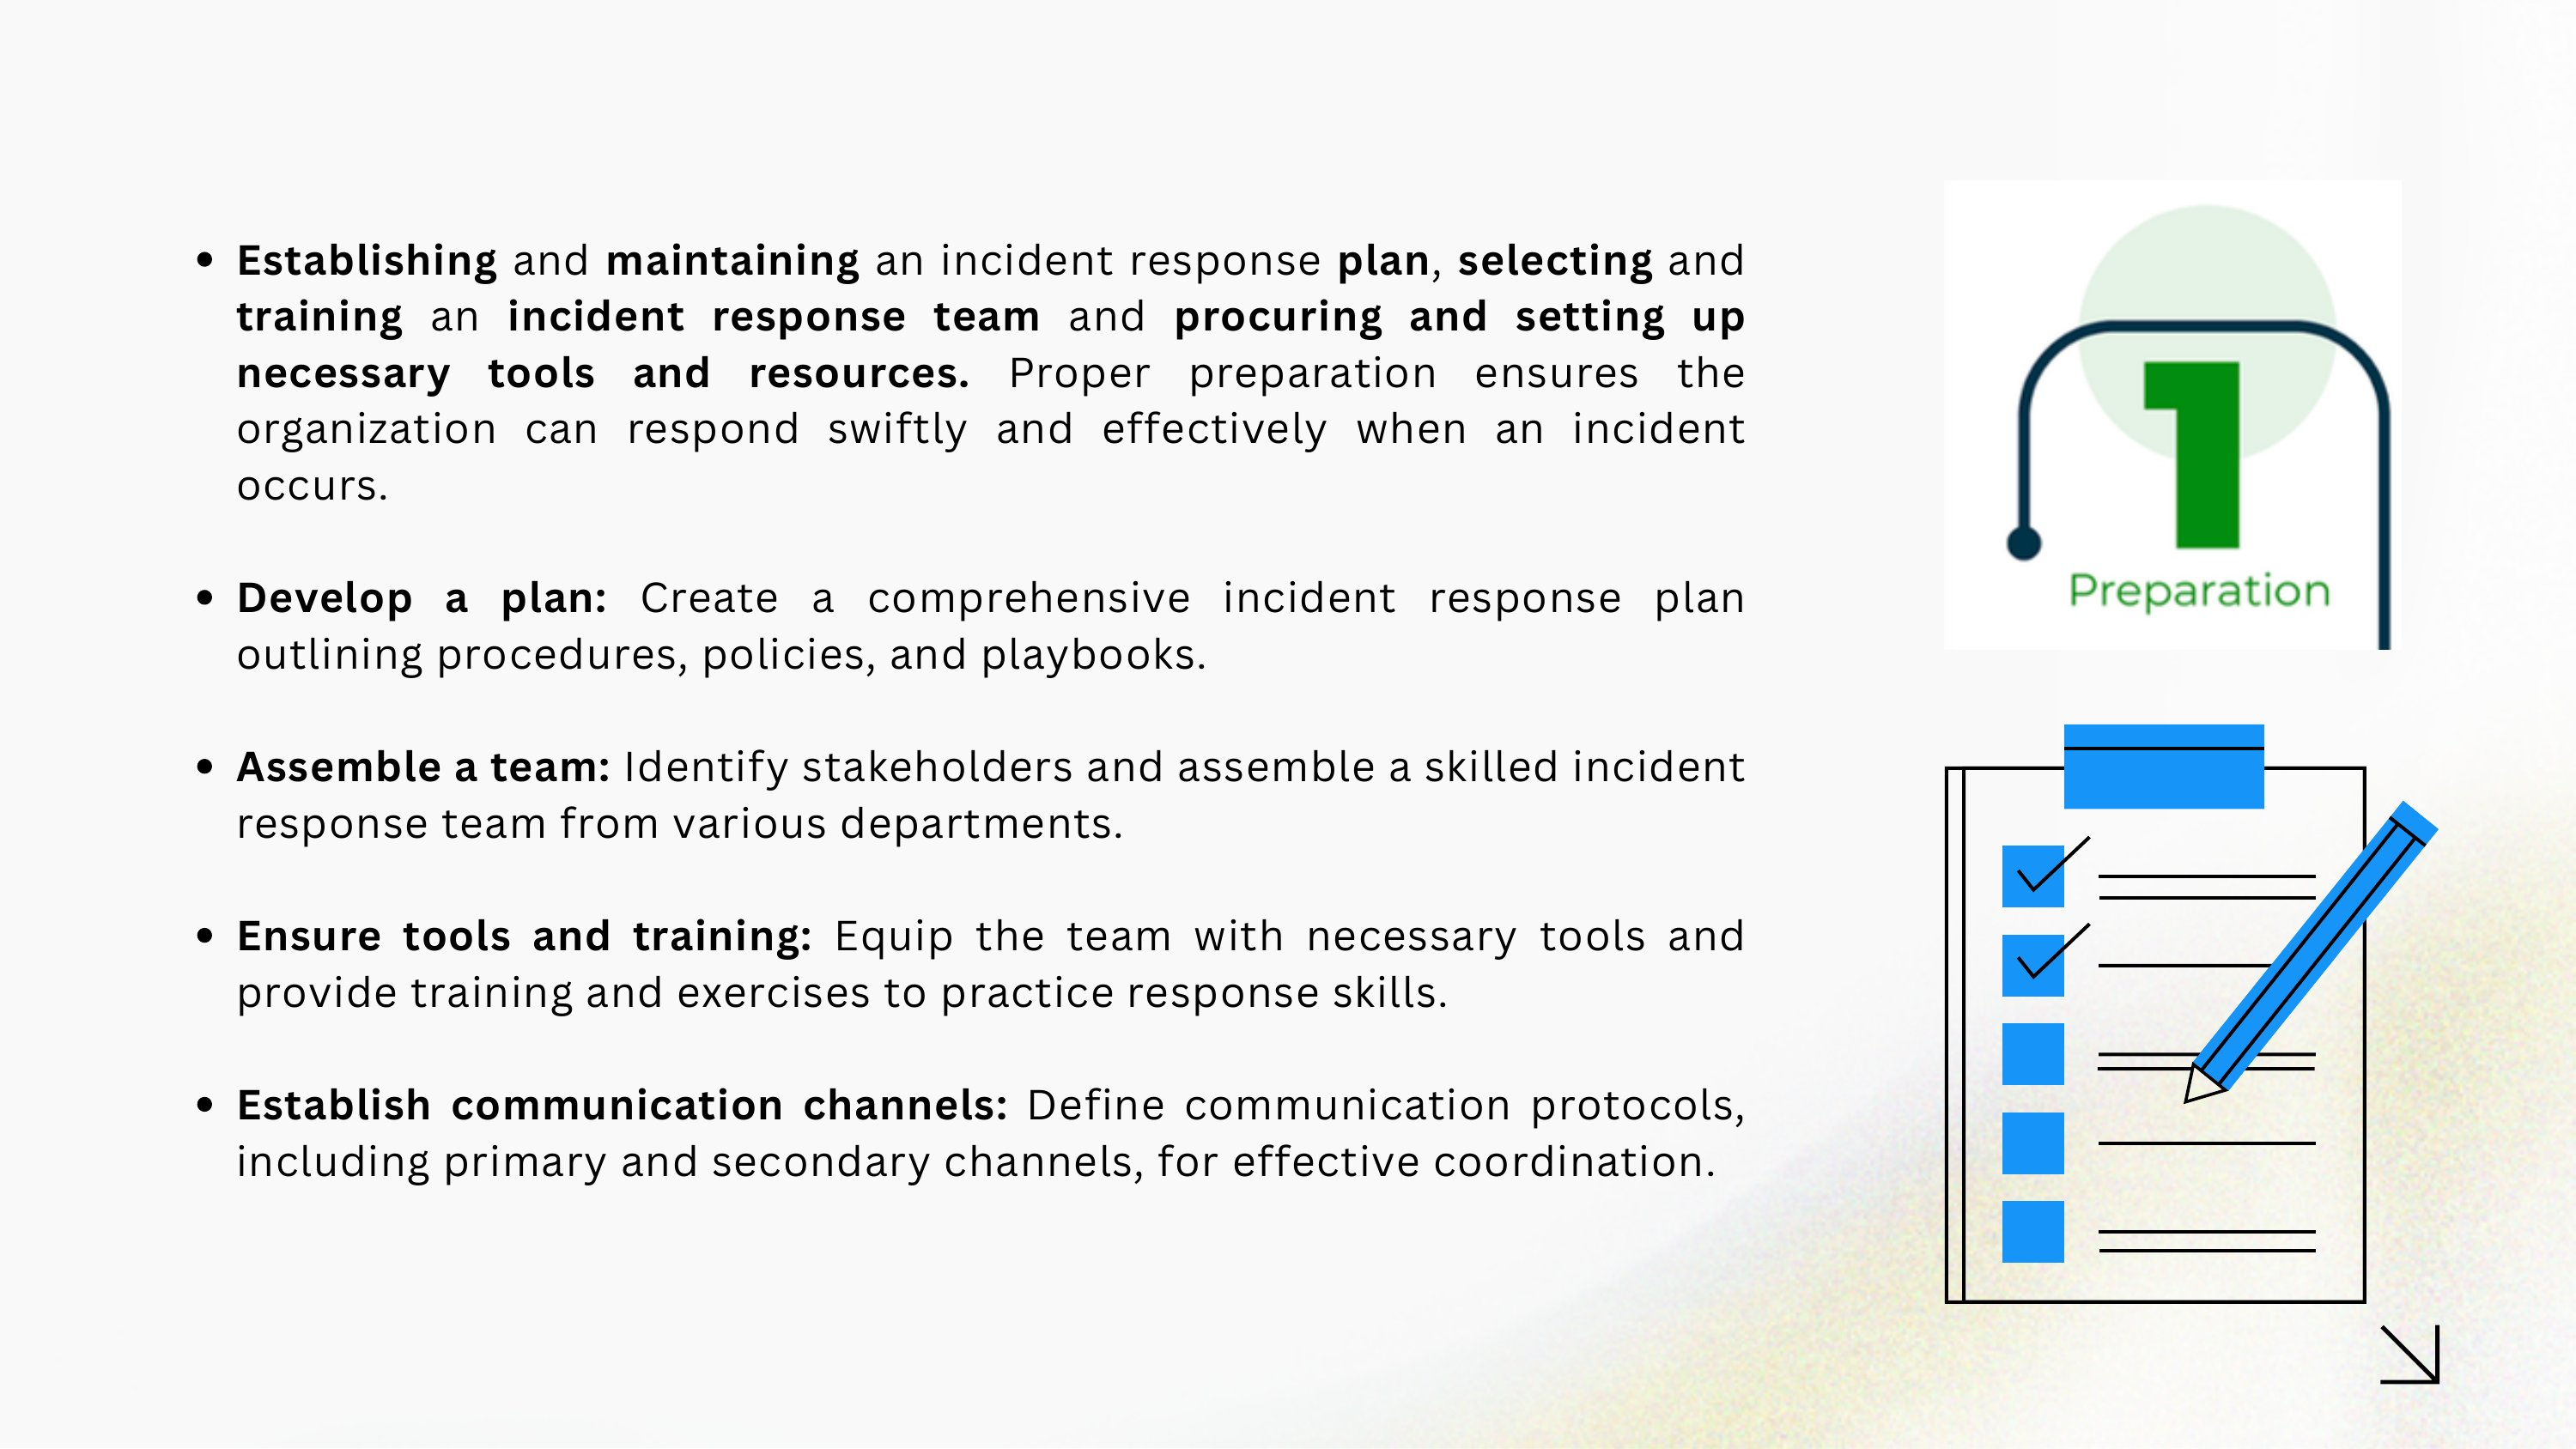 Establishing and maintaining an incident response plan, selecting and
training an incident response team and procuring and setting up
necessary tools and resources. Proper preparation ensures the
organization can respond swiftly and effectively when an incident
occurs.
Develop a plan: Create a comprehensive incident response plan
outlining procedures, policies, and playbooks.
Assemble a team: Identify stakeholders and assemble a skilled incident
response team from various departments.
Ensure tools and training: Equip the team with necessary tools and
provide training and exercises to practice response skills.
Establish communication channels: Define communication protocols,
including primary and secondary channels, for effective coordination.
1
Preparation